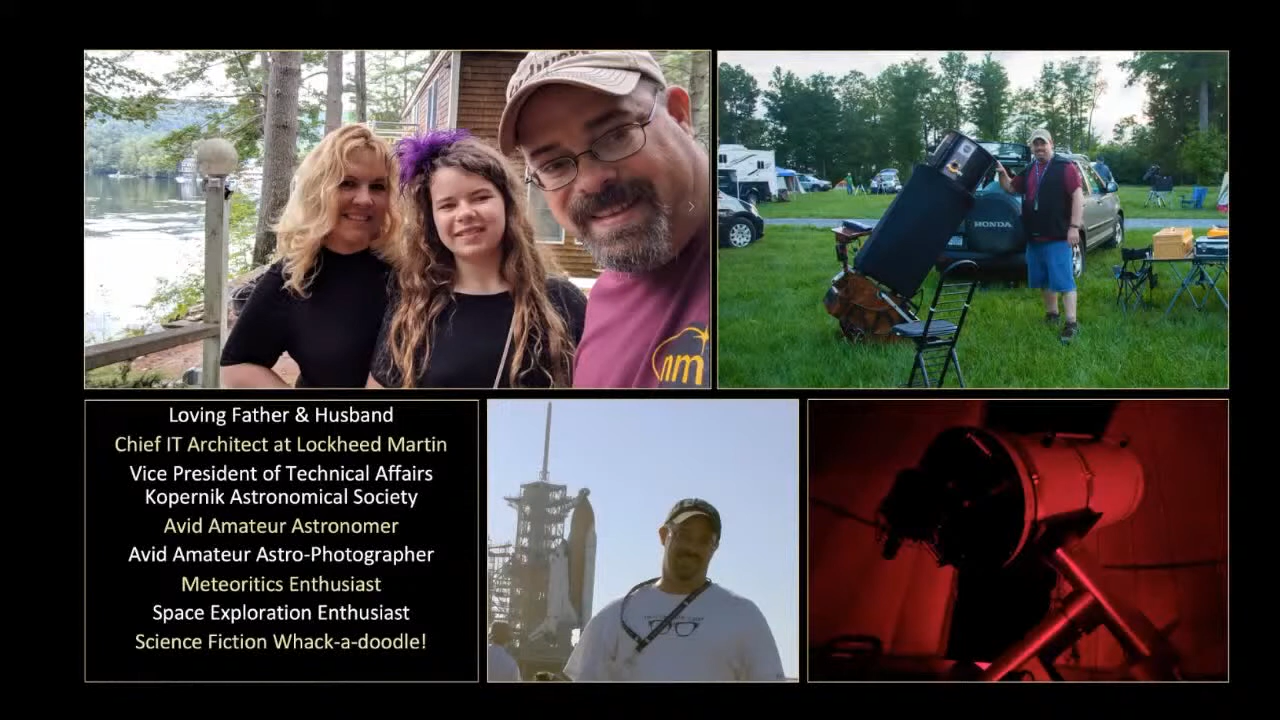 nm
HONDA
Loving Father & Husband
Chief IT Architect at Lockheed Martin
Vice President of Technical Affairs
Kopernik Astronomical Society
Avid Amateur Astronomer
Avid Amateur Astro-Photographer
Meteoritics Enthusiast
Space Exploration Enthusiast
Science Fiction Whack-a-doodle!